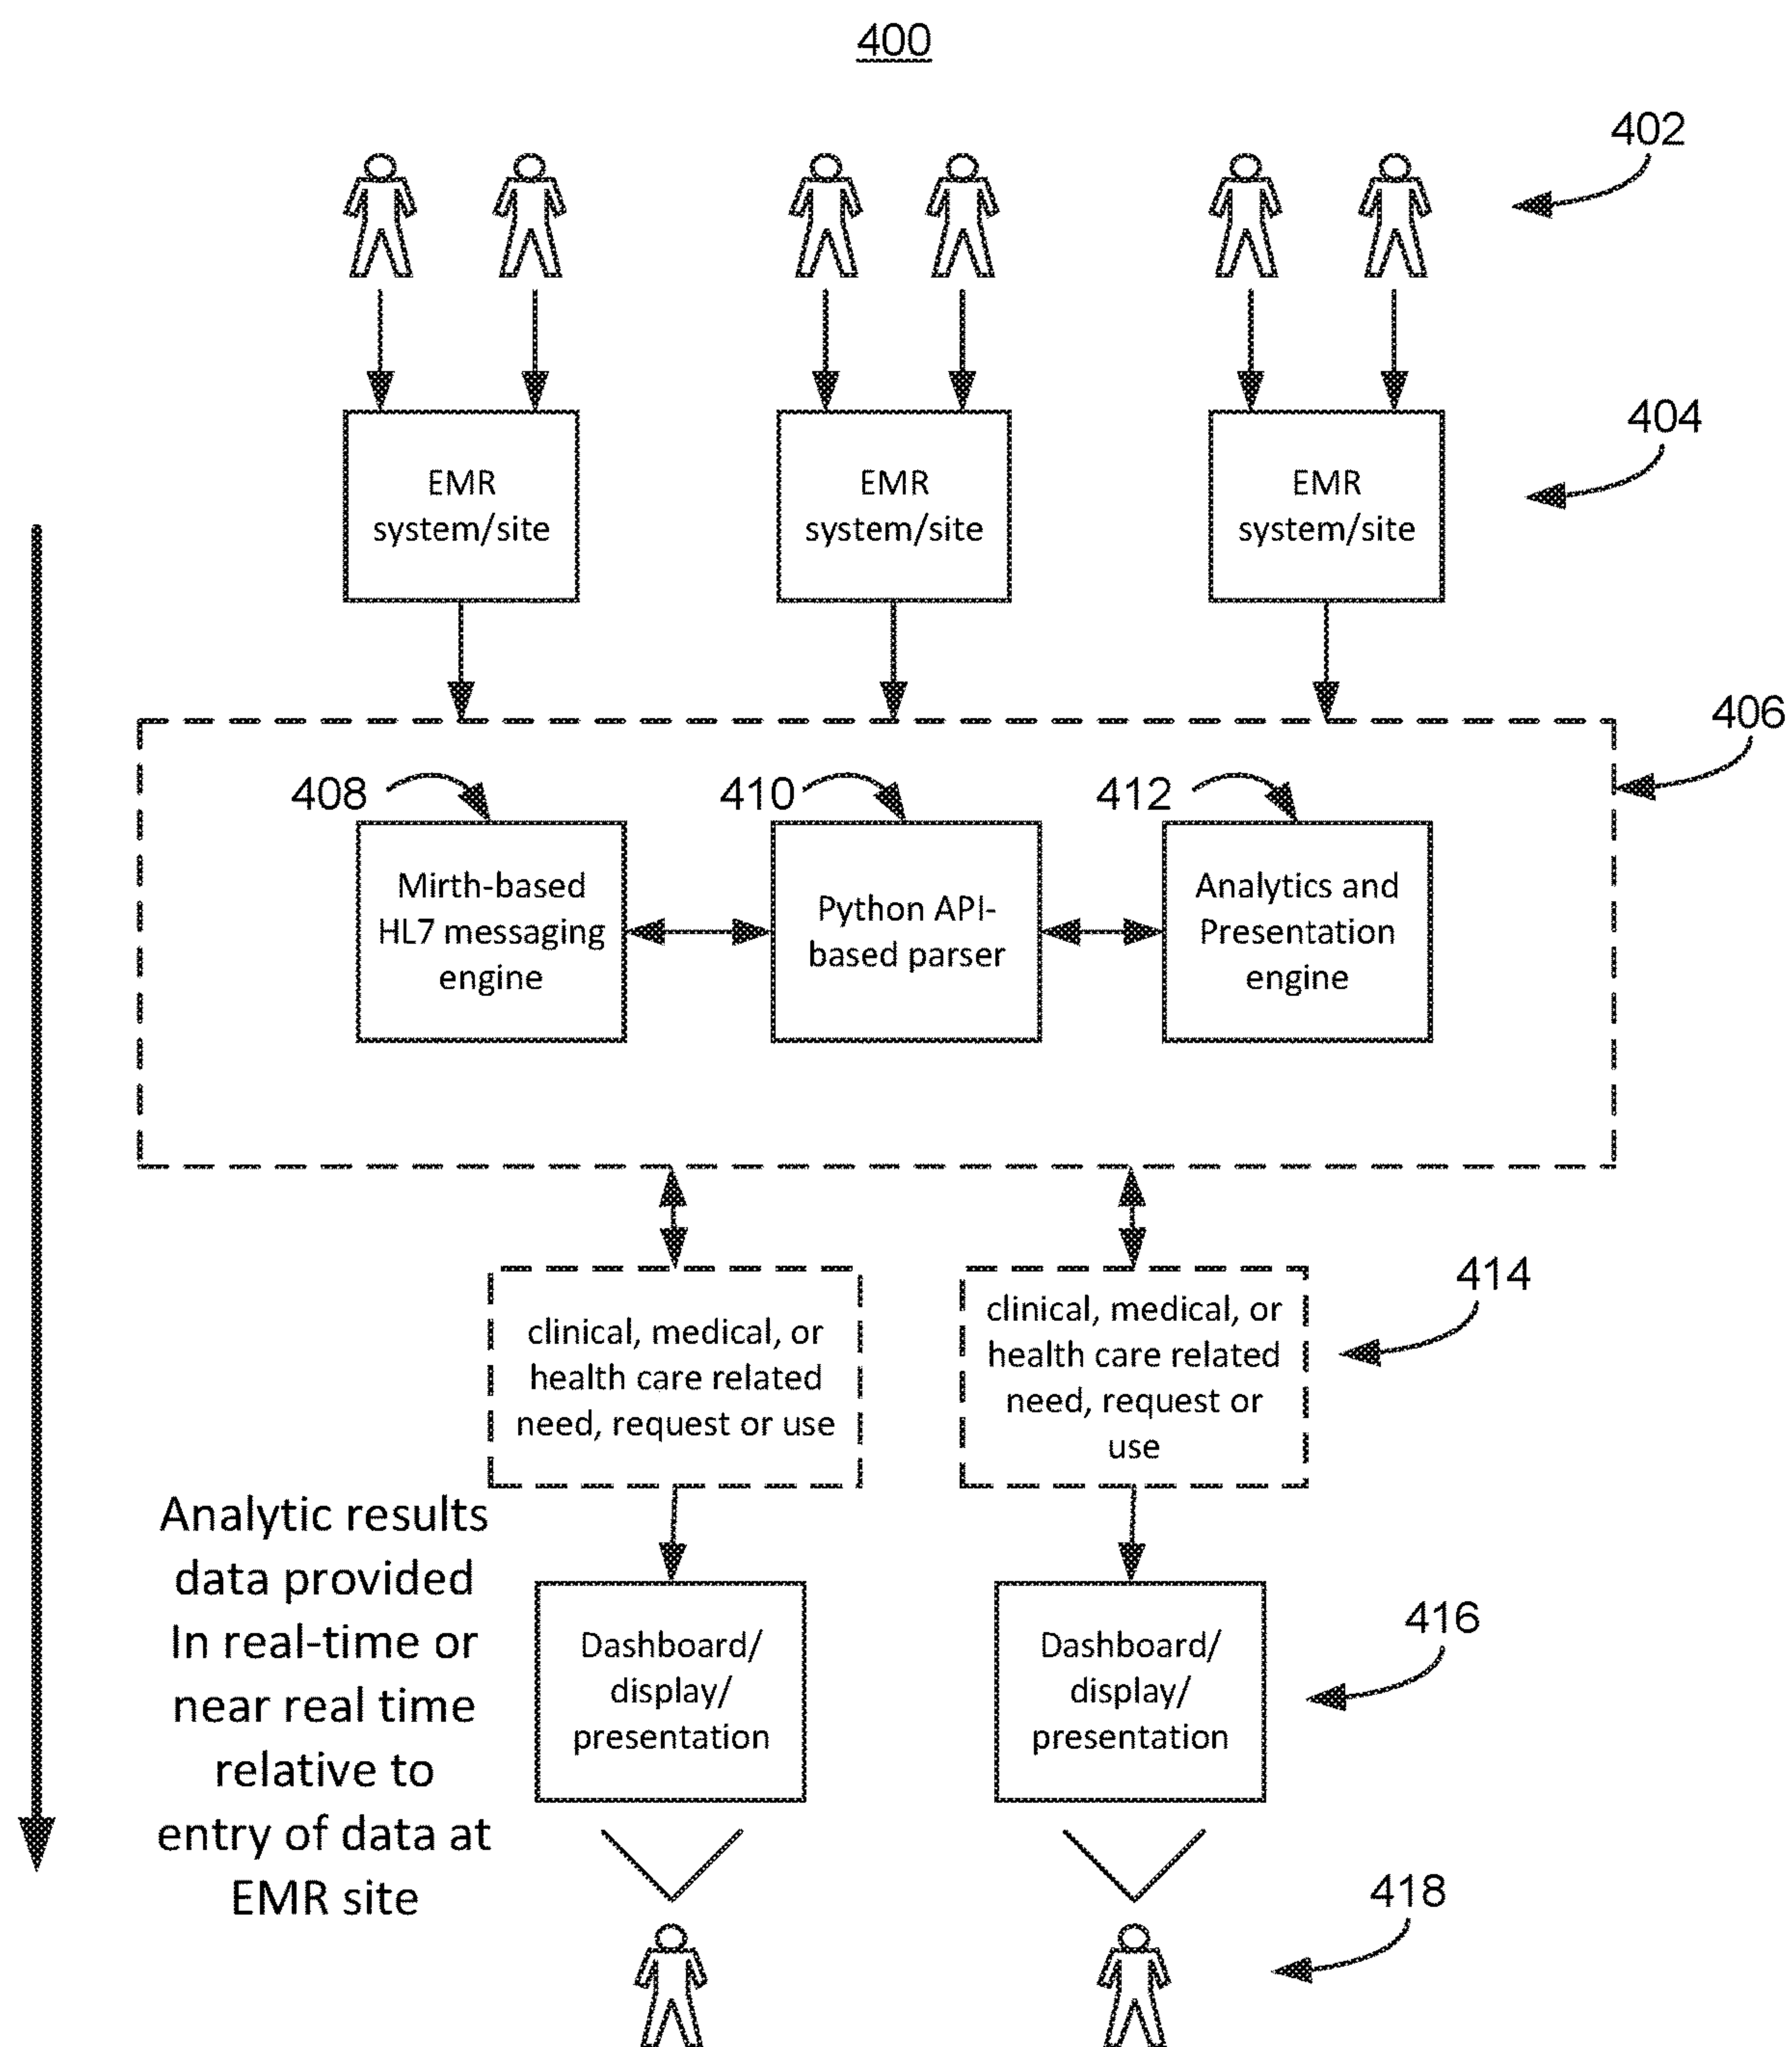 400
402
404
EMR
system/site
EMR
system/site
EMR
system/site
406
408
410
412
Mirth-based
HL7 messaging
engine
Python API-
based parser
Analytics and
Presentation
engine
414
clinical, medical, or
health care related
need, request or use
clinical, medical, or
health care related
need, request or
use
Analytic results
data provided
In real-time or
near real time
relative to
entry of data at
EMR site
416
Dashboard/
display/
presentation
Dashboard/
display/
presentation
418